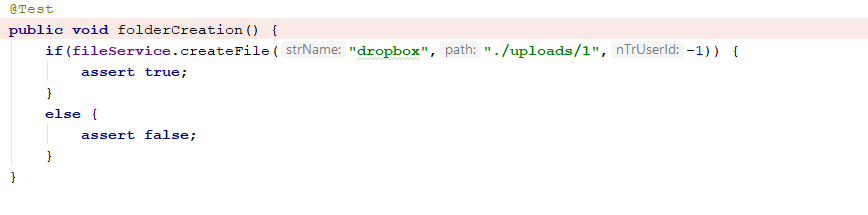 @Test
public void folderCreation() {
if(fileService.createFile( strName: "dropbox", path: "./uploads/1", nTrUserId: -1)) {
assert true;
}
else {
assert false;
}
}